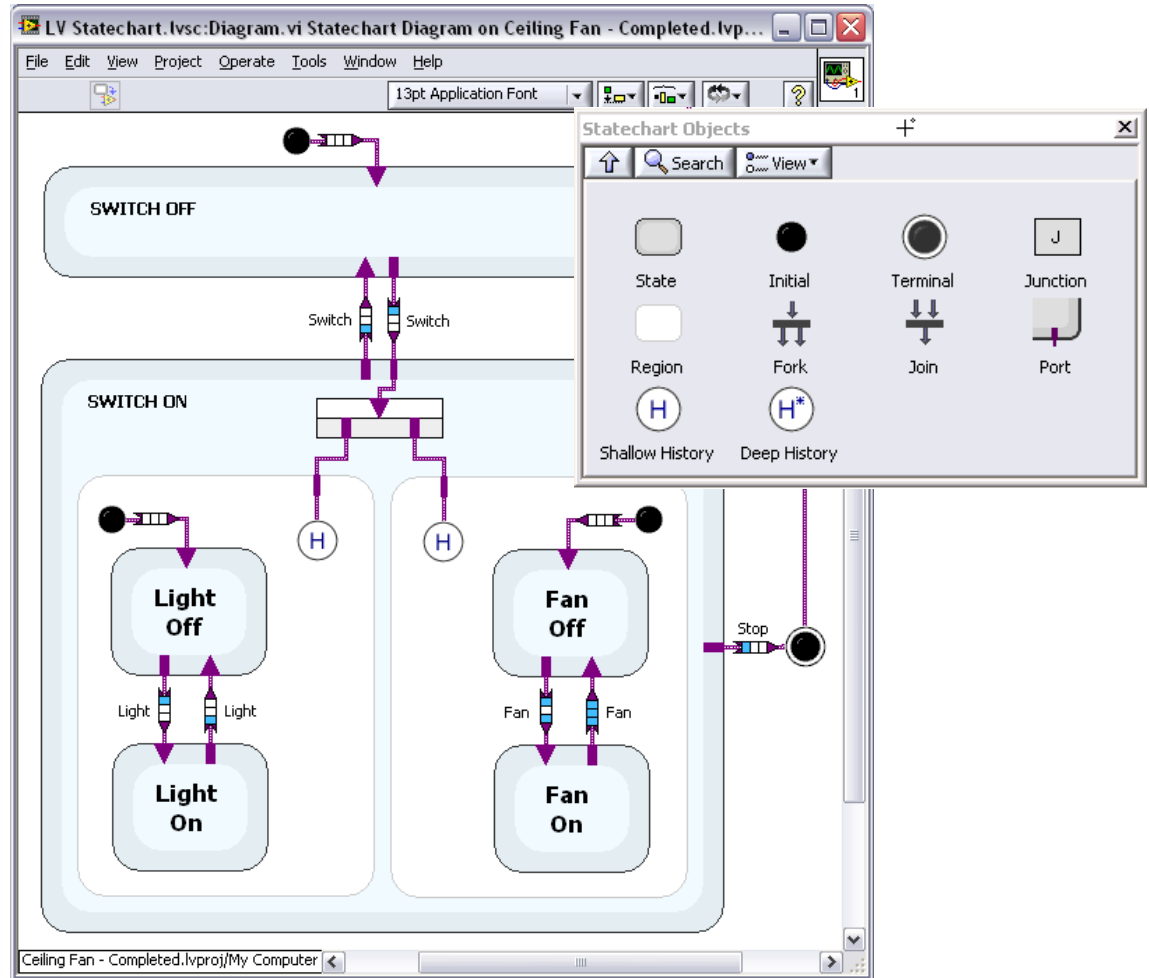 LV Statechart.lvsc:Diagram.vi Statechart Diagram on Ceiling Fan - Completed.lvp...
File Edit View Project Operate Tools Window Help
13pt Application Font
?
1
Statechart Objects
Search View
State Initial Terminal Junction
J
Region Fork Join Port
H H*
Shallow History Deep History
SWITCH OFF
Switch Switch
SWITCH ON
H H
Light Off
Fan Off
Stop
Light Light
Fan Fan
Light On
Fan On
Ceiling Fan - Completed.lvproj/My Computer